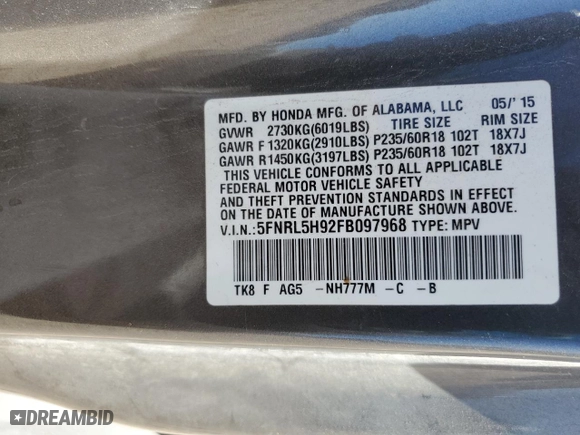 MFD. BY HONDA MFG. OF ALABAMA, LLC 05/'15
GVWR 2730KG(6019LBS) TIRE SIZE RIM SIZE
GAWR F 1320KG(2910LBS) P235/60R18 102T 18X7J
GAWR R1450KG(3197LBS) P235/60R18 102T 18X7J
THIS VEHICLE CONFORMS TO ALL APPLICABLE
FEDERAL MOTOR VEHICLE SAFETY
AND THEFT PREVENTION STANDARDS IN EFFECT ON
THE DATE OF MANUFACTURE SHOWN ABOVE.
V.I.N:5FNRL5H92FB097968 TYPE: MPV
TK8 F AG5 -NH777M -C -B
DREAMBID